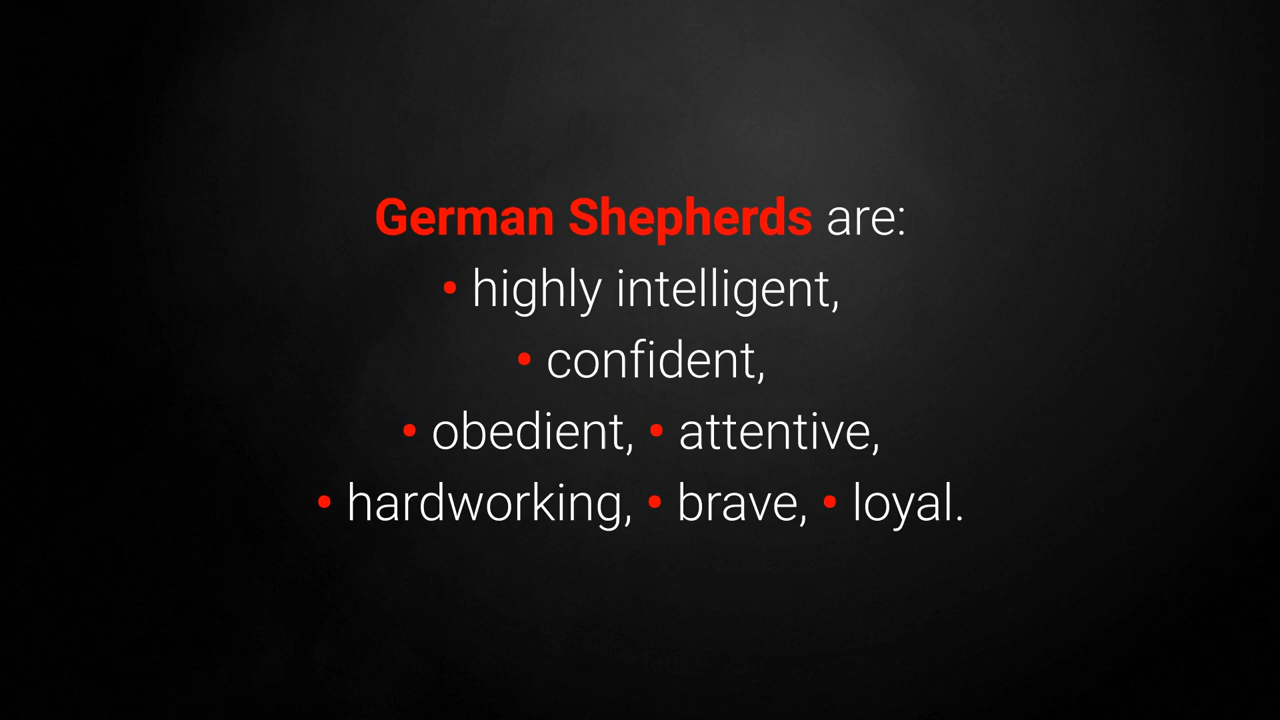 German Shepherds are:
• highly intelligent,
• confident,
• obedient, • attentive,
• hardworking, • brave, • loyal.